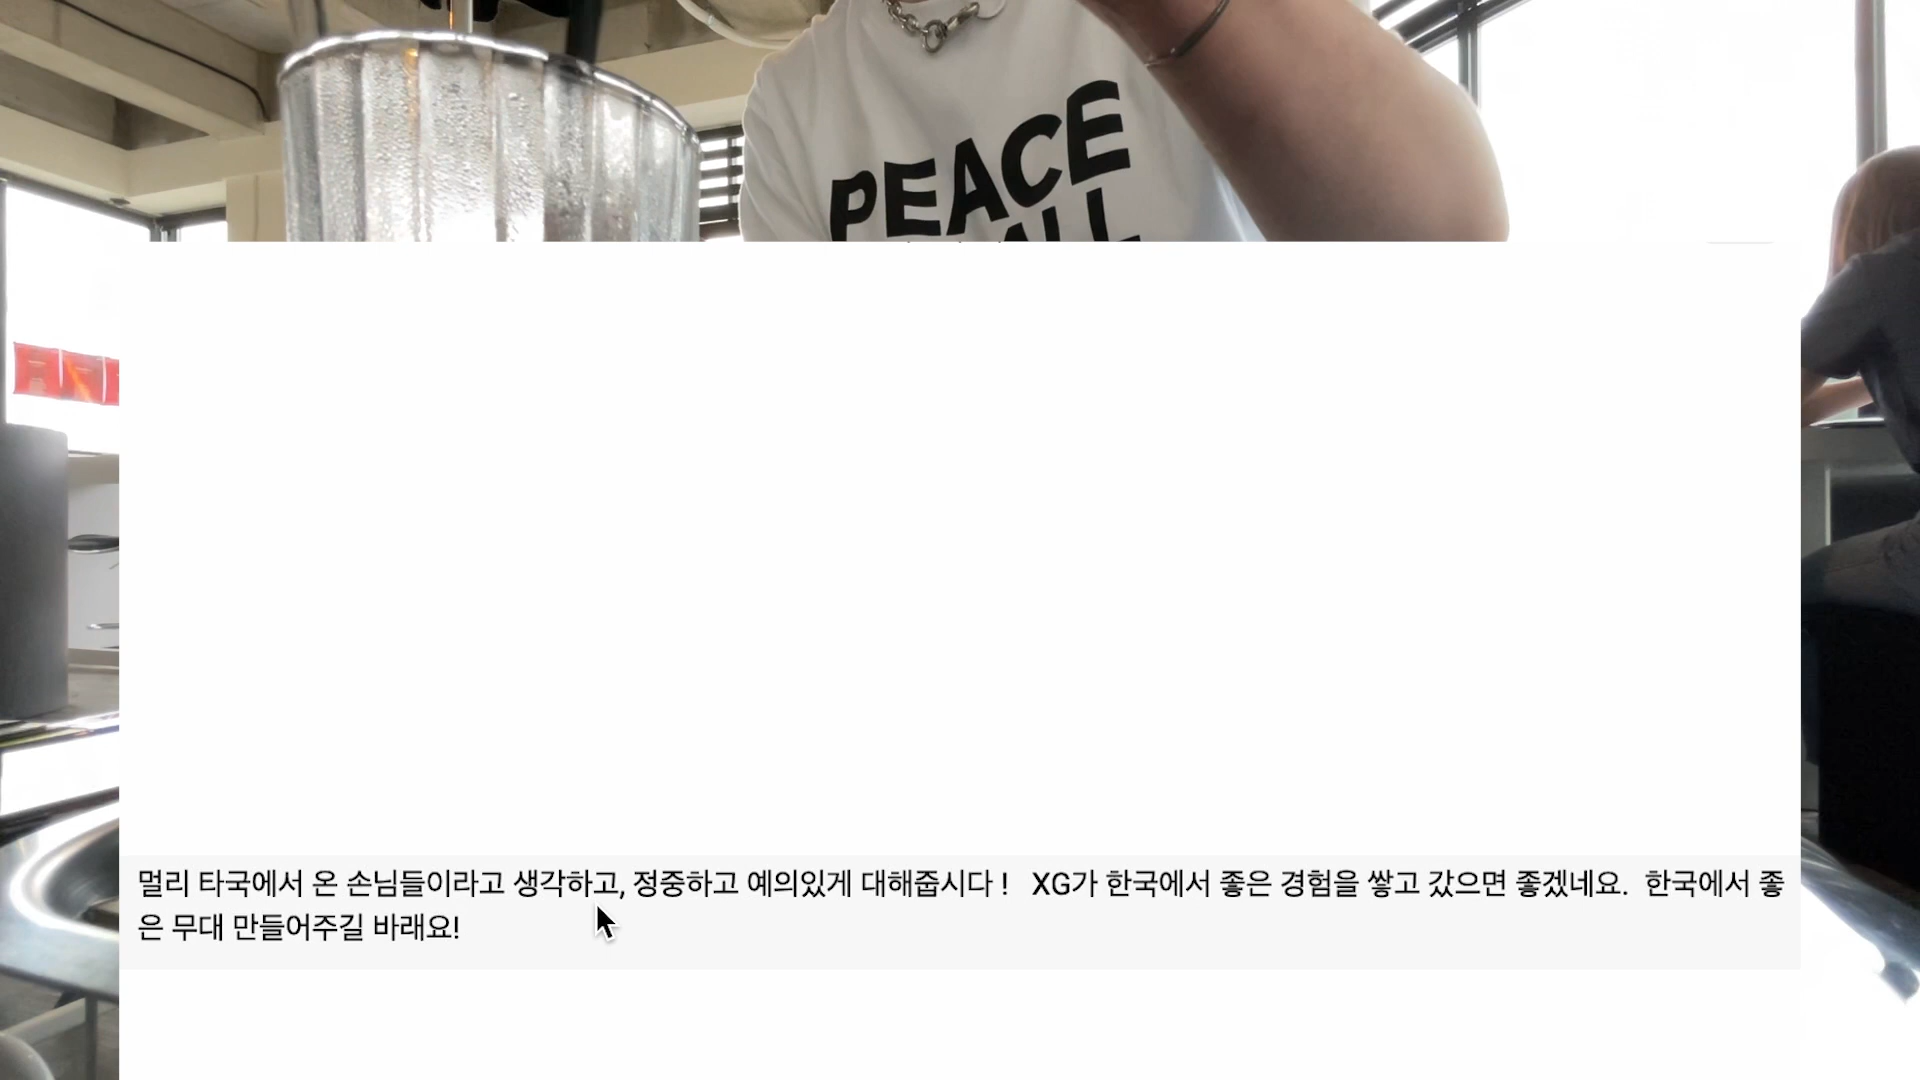 PEACE
멀리 타국에서 온 손님들이라고 생각하고, 정중하고 예의있게 대해줍시다 ! XG가 한국에서 좋은 경험을 쌓고 갔으면 좋겠네요. 한국에서 좋
은 무대 만들어주길 바래요!